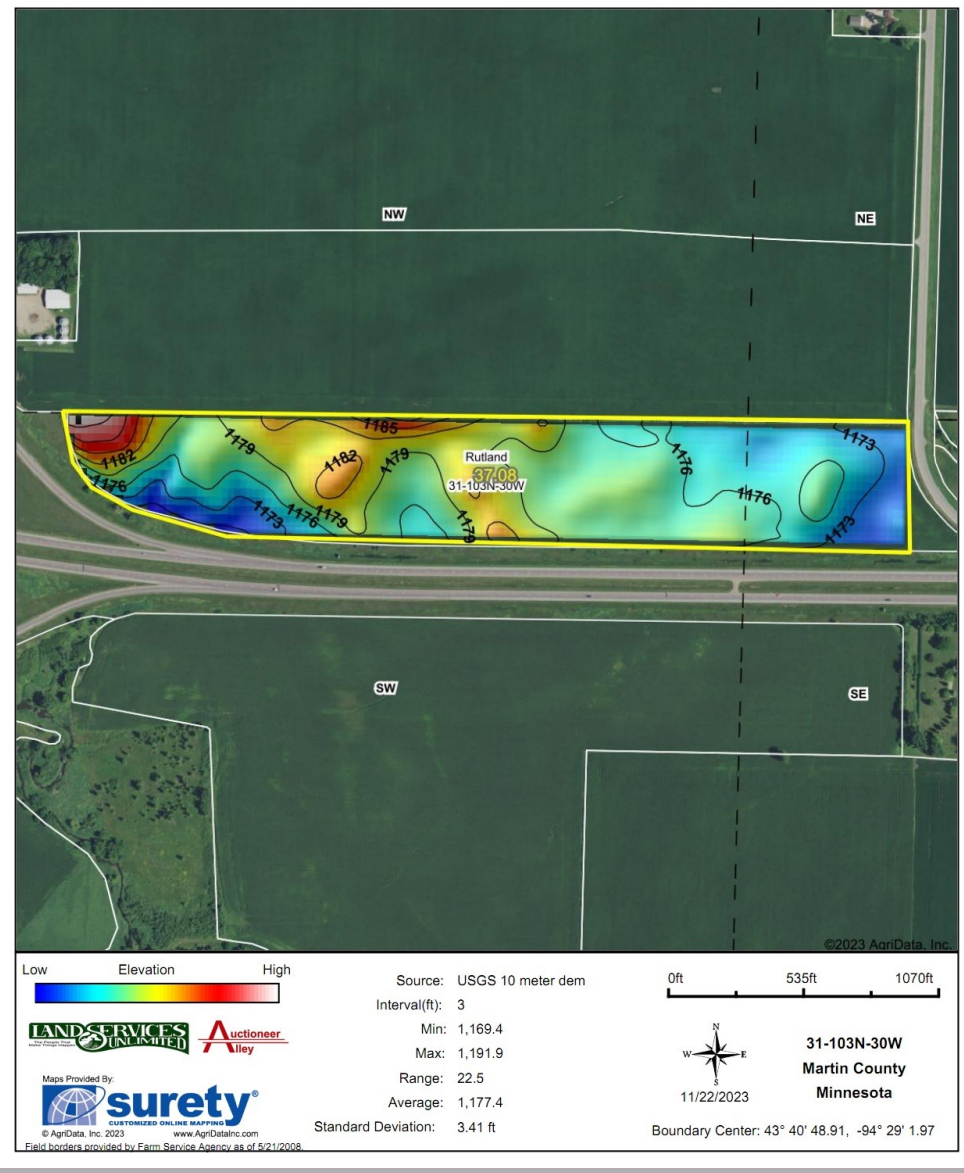 NW
NE
1185
1179
1182
1182
1179
1173
1176
Rutland
37.08
31-103N-30W
1176
1176
1173
1176
1179
1179
1173
SW
SE
©2023 AgriData, Inc.
Low Elevation High
LAND SERVICES
UNLIMITED
Auctioneer
Alley
Maps Provided By:
surety®
CUSTOMIZED ONLINE MAPPING
© AgriData, Inc. 2023 www.AgriDataInc.com
Field borders provided by Farm Service Agency as of 5/21/2008.
Source: USGS 10 meter dem
Interval(ft): 3
Min: 1,169.4
Max: 1,191.9
Range: 22.5
Average: 1,177.4
Standard Deviation: 3.41 ft
0ft 535ft 1070ft
N
W E
S
11/22/2023
31-103N-30W
Martin County
Minnesota
Boundary Center: 43° 40' 48.91, -94° 29' 1.97